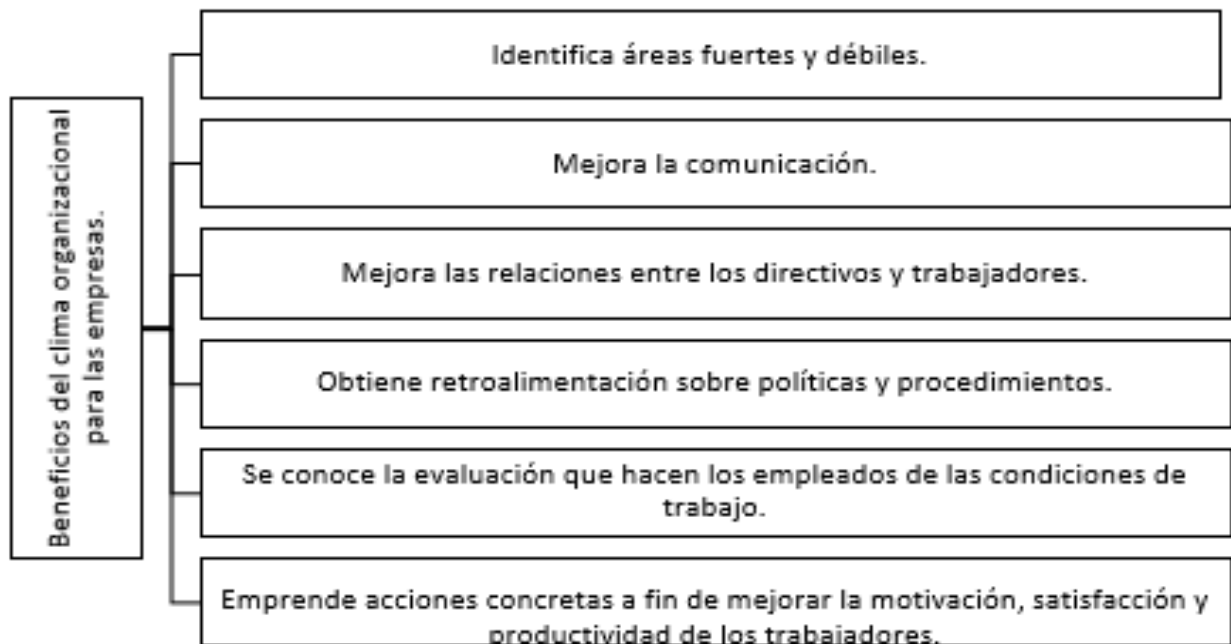 Beneficios del clima organizacional
para las empresas.
Identifica áreas fuertes y débiles.
Mejora la comunicación.
Mejora las relaciones entre los directivos y trabajadores.
Obtiene retroalimentación sobre políticas y procedimientos.
Se conoce la evaluación que hacen los empleados de las condiciones de
trabajo.
Emprende acciones concretas a fin de mejorar la motivación, satisfacción y
productividad de los trabajadores.